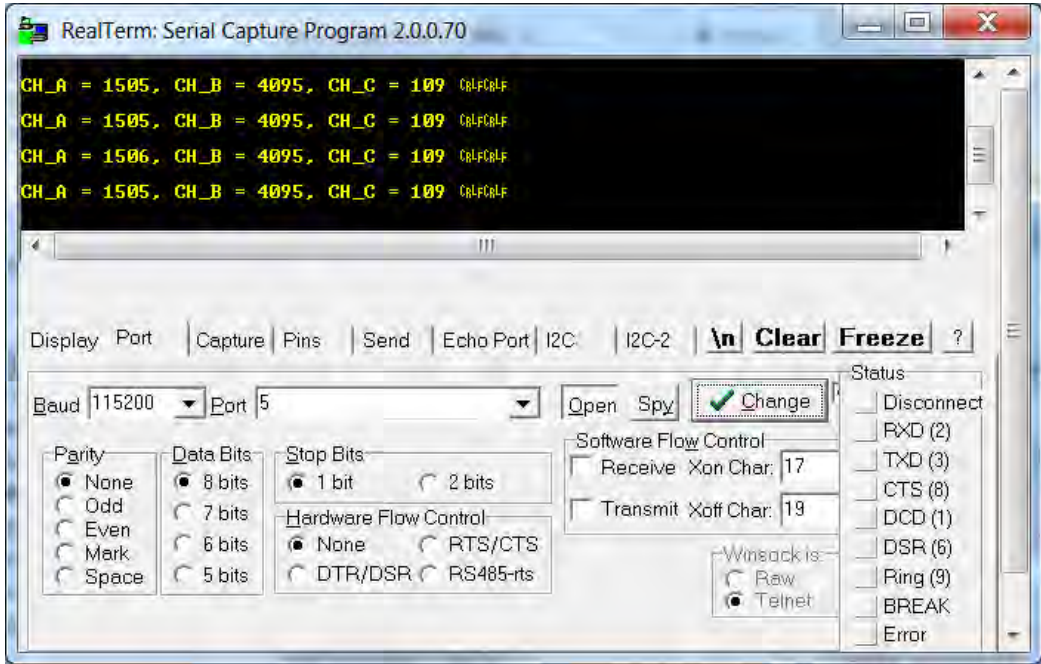 RealTerm: Serial Capture Program 2.0.0.70
CH_A = 1505, CH_B = 4095, CH_C = 109 CRLFCRLF
CH_A = 1505, CH_B = 4095, CH_C = 109 CRLFCRLF
CH_A = 1506, CH_B = 4095, CH_C = 109 CRLFCRLF
CH_A = 1505, CH_B = 4095, CH_C = 109 CRLFCRLF
Display Port Capture Pins Send Echo Port I2C I2C-2 \n Clear Freeze ?
Baud 115200 Port 5 Open Spy Change
Parity
None
Odd
Even
Mark
Space
Data Bits
8 bits
7 bits
6 bits
5 bits
Stop Bits
1 bit 2 bits
Hardware Flow Control
None RTS/CTS
DTR/DSR RS485-rts
Software Flow Control
Receive Xon Char: 17
Transmit Xoff Char: 19
Winsock is:
Raw
Telnet
Status
Disconnect
RXD (2)
TXD (3)
CTS (8)
DCD (1)
DSR (6)
Ring (9)
BREAK
Error